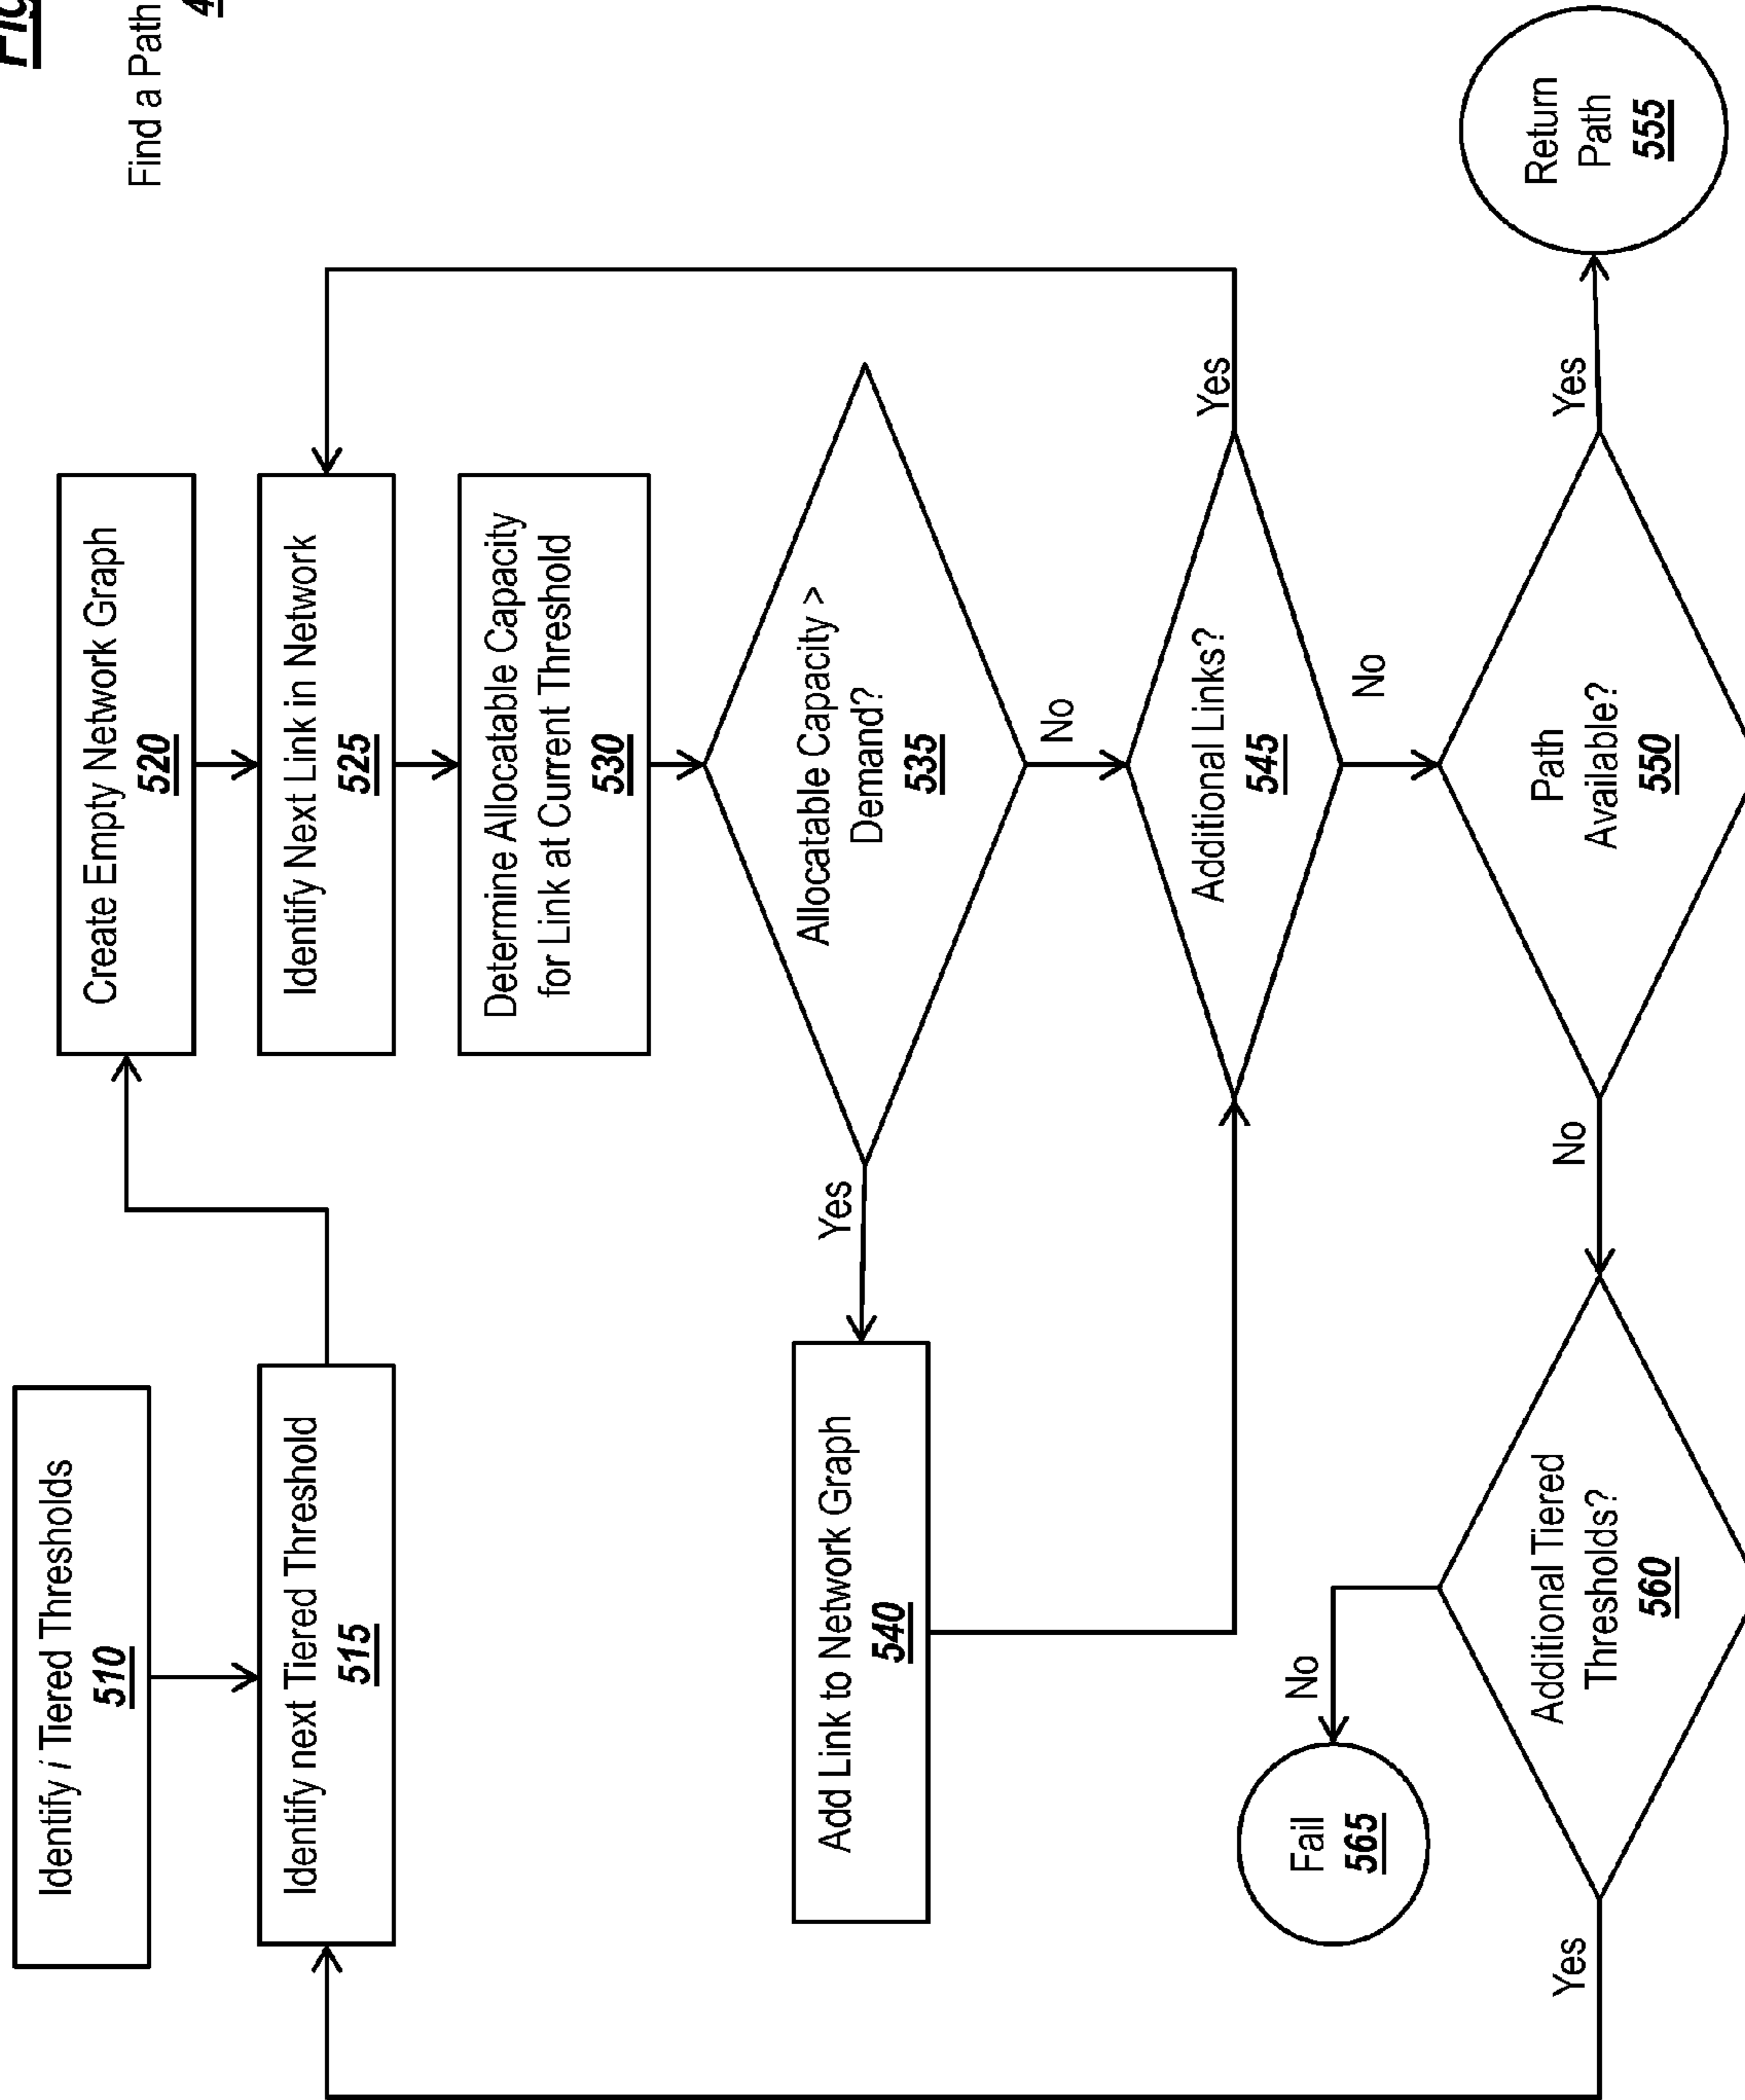 Find a Path
Identify i Tiered Thresholds
510
Identify next Tiered Threshold
515
Create Empty Network Graph
520
Identify Next Link in Network
525
Determine Allocatable Capacity
for Link at Current Threshold
530
Allocatable Capacity >
Demand?
535
Yes
No
Add Link to Network Graph
540
Additional Links?
545
Yes
No
Path
Available?
550
Yes
No
Return
Path
555
Additional Tiered
Thresholds?
560
No
Yes
Fail
565